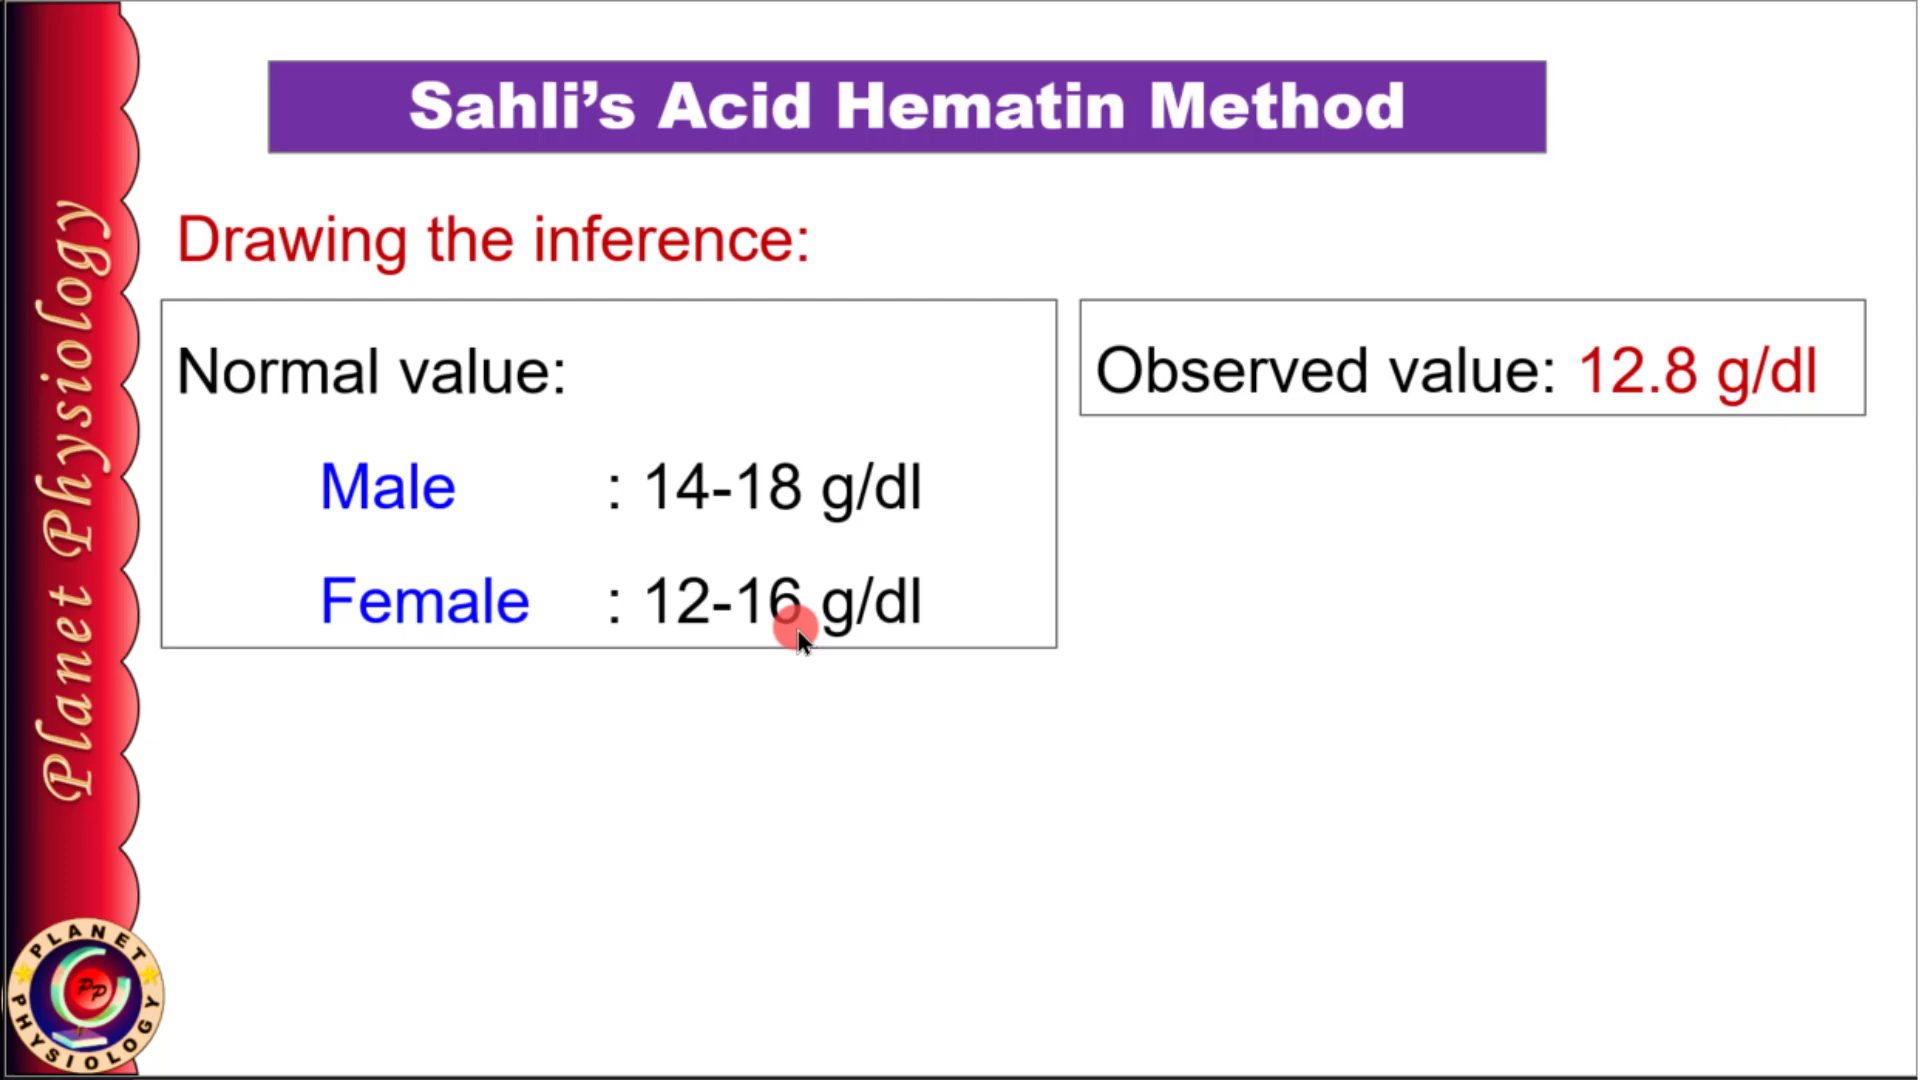 Sahli’s Acid Hematin Method
Drawing the inference:
Normal value:
Male : 14-18 g/dl
Female : 12-16 g/dl
Observed value: 12.8 g/dl
Planet Physiology
PLANET
PP
PHYSIOLOGY